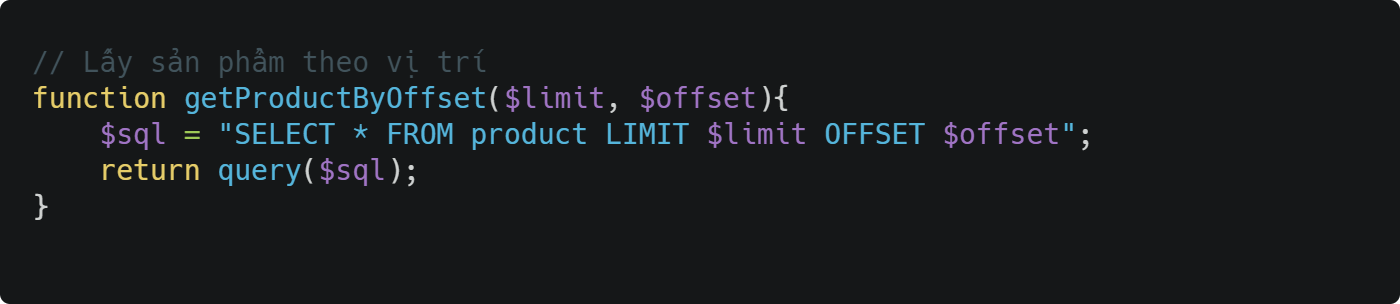 // Lấy sản phẩm theo vị trí
function getProductByOffset($limit, $offset){
    $sql = "SELECT * FROM product LIMIT $limit OFFSET $offset";
    return query($sql);
}